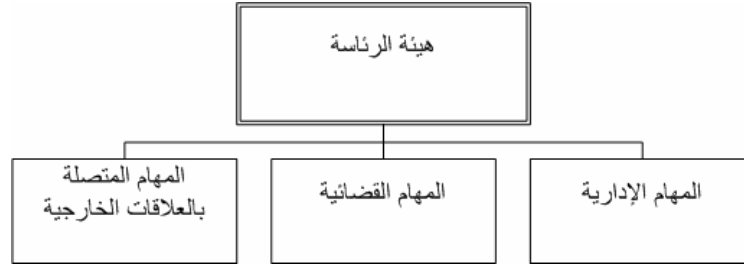 هيئة الرئاسة
المهام الإدارية
المهام القضائية
المهام المتصلة
بالعلاقات الخارجية